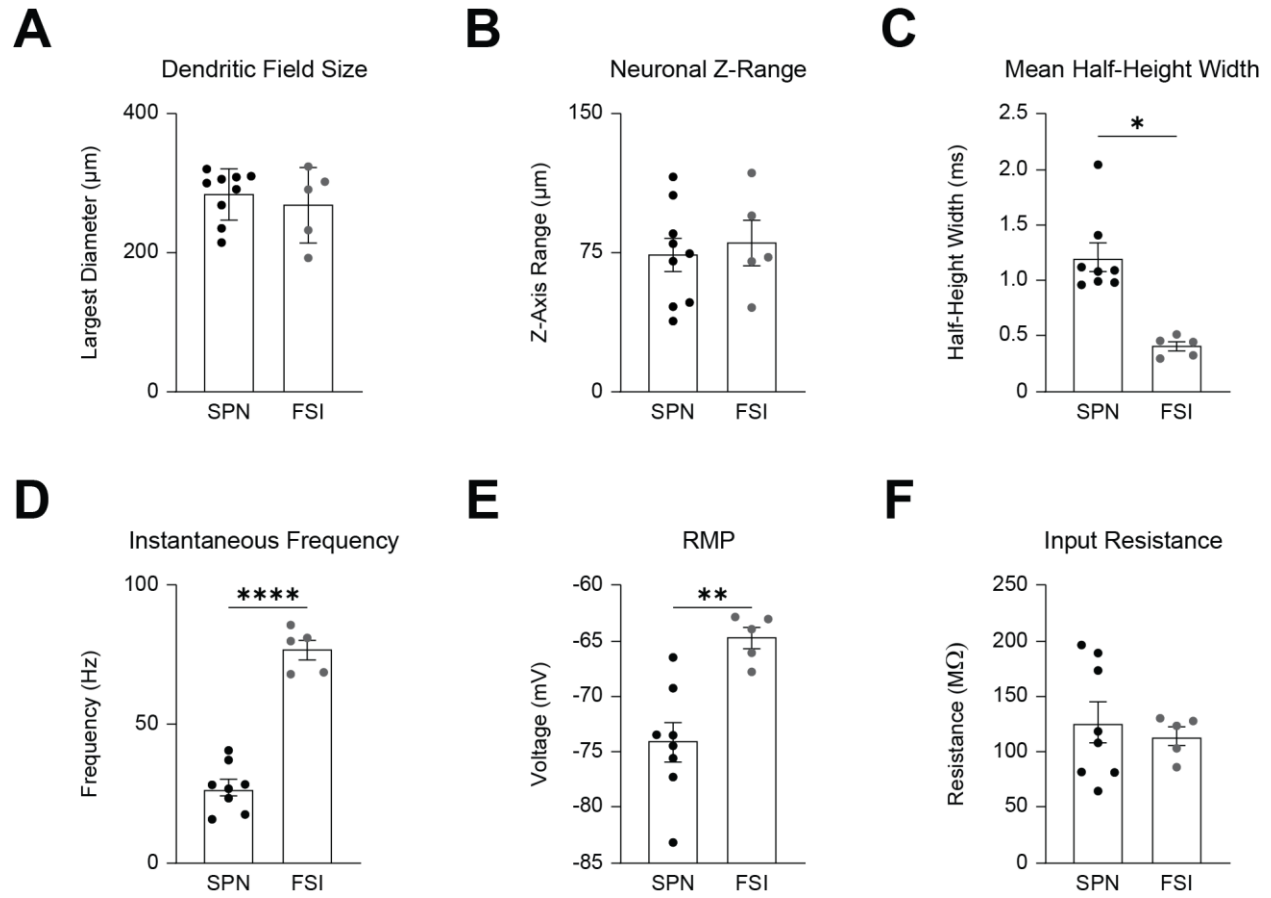 A
Dendritic Field Size
Largest Diameter (μm)
400
200
0
SPN FSI
B
Neuronal Z-Range
Z-Axis Range (μm)
150
75
0
SPN FSI
C
Mean Half-Height Width
Half-Height Width (ms)
2.5
2.0
1.5
1.0
0.5
0
*
SPN FSI
D
Instantaneous Frequency
Frequency (Hz)
100
50
0
****
SPN FSI
E
RMP
Voltage (mV)
-60
-65
-70
-75
-80
-85
**
SPN FSI
F
Input Resistance
Resistance (MΩ)
250
200
150
100
50
0
SPN FSI